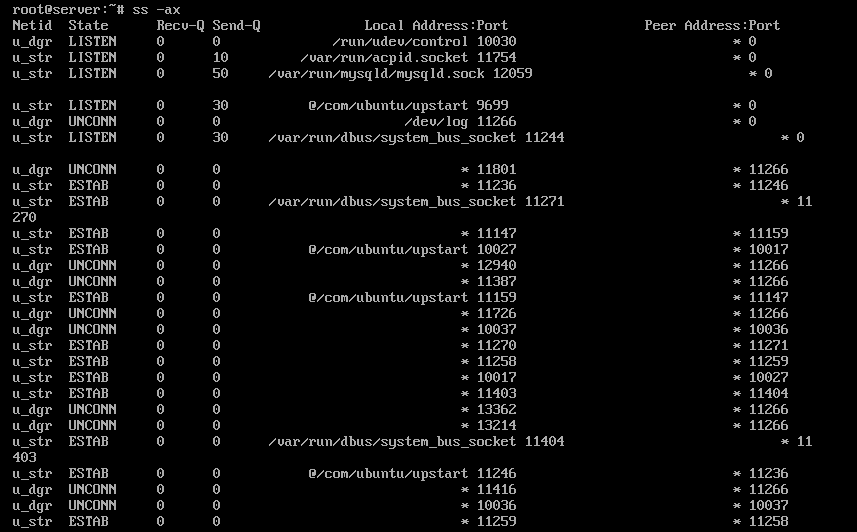 root@server:~# ss -ax
Netid State Recv-Q Send-Q Local Address:Port Peer Address:Port
u_dgr LISTEN 0 0 /run/udev/control 10030 * 0
u_str LISTEN 0 10 /var/run/acpid.socket 11754 * 0
u_str LISTEN 0 50 /var/run/mysqld/mysqld.sock 12059 * 0
u_str LISTEN 0 30 @/com/ubuntu/upstart 9699 * 0
u_dgr UNCONN 0 0 /dev/log 11266 * 0
u_str LISTEN 0 30 /var/run/dbus/system_bus_socket 11244 * 0
u_dgr UNCONN 0 0 * 11801 * 11266
u_str ESTAB 0 0 * 11236 * 11246
u_str ESTAB 0 0 /var/run/dbus/system_bus_socket 11271 * 11
270
u_str ESTAB 0 0 * 11147 * 11159
u_str ESTAB 0 0 @/com/ubuntu/upstart 10027 * 10017
u_dgr UNCONN 0 0 * 12940 * 11266
u_dgr UNCONN 0 0 * 11387 * 11266
u_str ESTAB 0 0 @/com/ubuntu/upstart 11159 * 11147
u_dgr UNCONN 0 0 * 11726 * 11266
u_dgr UNCONN 0 0 * 10037 * 10036
u_str ESTAB 0 0 * 11270 * 11271
u_str ESTAB 0 0 * 11258 * 11259
u_str ESTAB 0 0 * 10017 * 10027
u_str ESTAB 0 0 * 11403 * 11404
u_dgr UNCONN 0 0 * 13362 * 11266
u_dgr UNCONN 0 0 * 13214 * 11266
u_str ESTAB 0 0 /var/run/dbus/system_bus_socket 11404 * 11
403
u_str ESTAB 0 0 @/com/ubuntu/upstart 11246 * 11236
u_dgr UNCONN 0 0 * 11416 * 11266
u_dgr UNCONN 0 0 * 10036 * 10037
u_str ESTAB 0 0 * 11259 * 11258